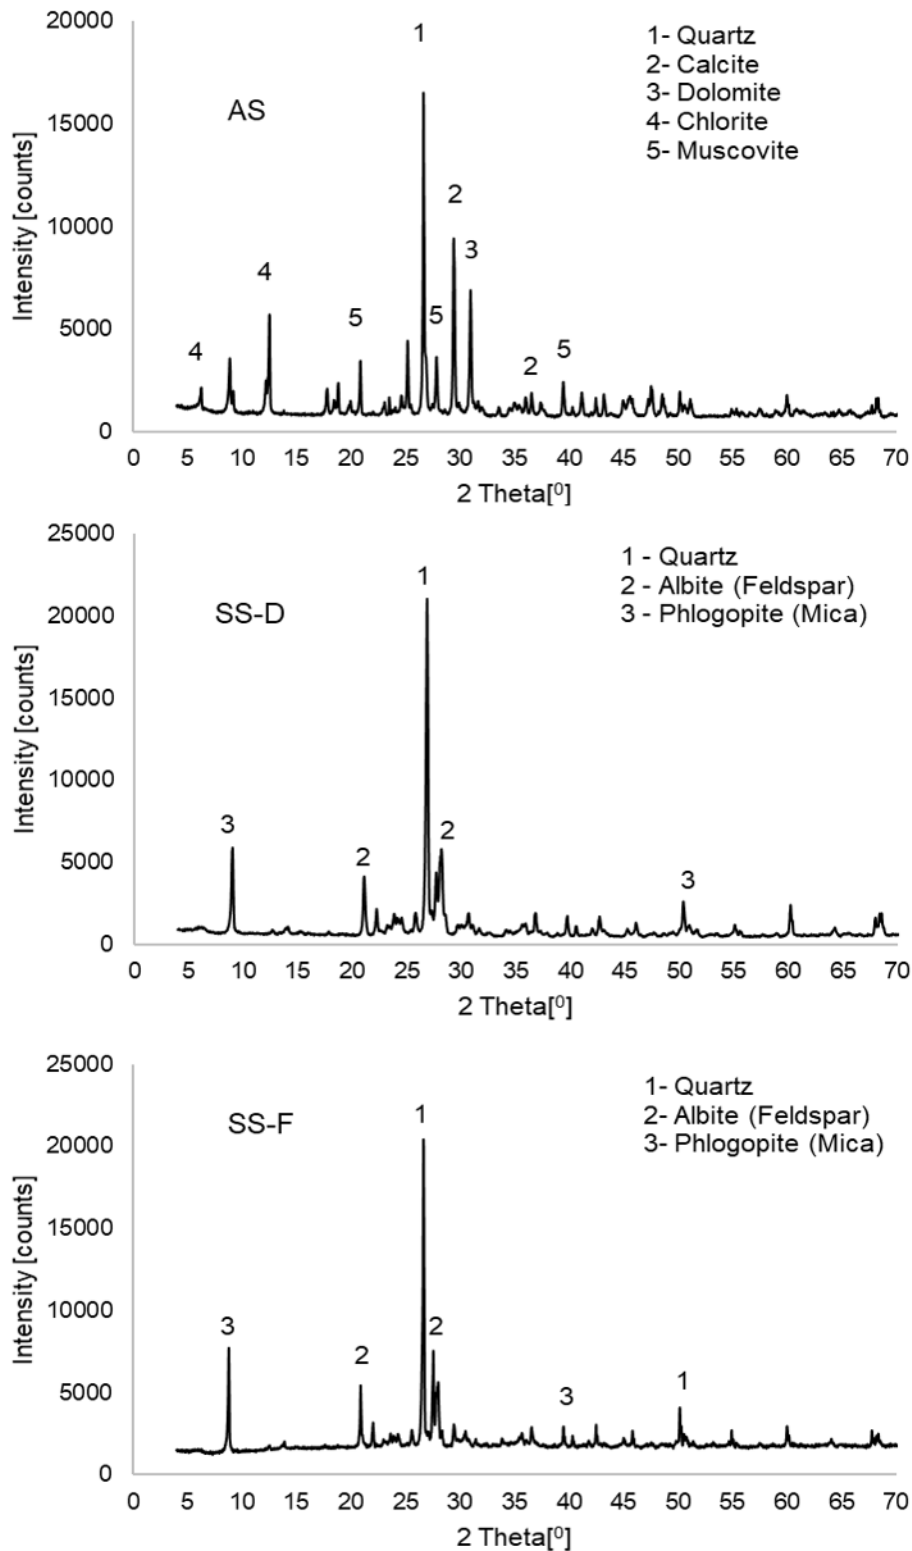 20000
1
1- Quartz
2- Calcite
3- Dolomite
4- Chlorite
5- Muscovite
AS
15000
Intensity [counts]
2
10000
3
4
5
5
5000
4
2
5
0
0 5 10 15 20 25 30 35 40 45 50 55 60 65 70
2 Theta[⁰]
25000
1 - Quartz
2 - Albite (Feldspar)
3 - Phlogopite (Mica)
1
SS-D
20000
Intensity [counts]
15000
10000
3
2
2
5000
3
0
0 5 10 15 20 25 30 35 40 45 50 55 60 65 70
2 Theta[⁰]
25000
1- Quartz
2- Albite (Feldspar)
3- Phlogopite (Mica)
1
SS-F
20000
Intensity [counts]
15000
10000
3
2
2
3
1
5000
0
0 5 10 15 20 25 30 35 40 45 50 55 60 65 70
2 Theta[⁰]